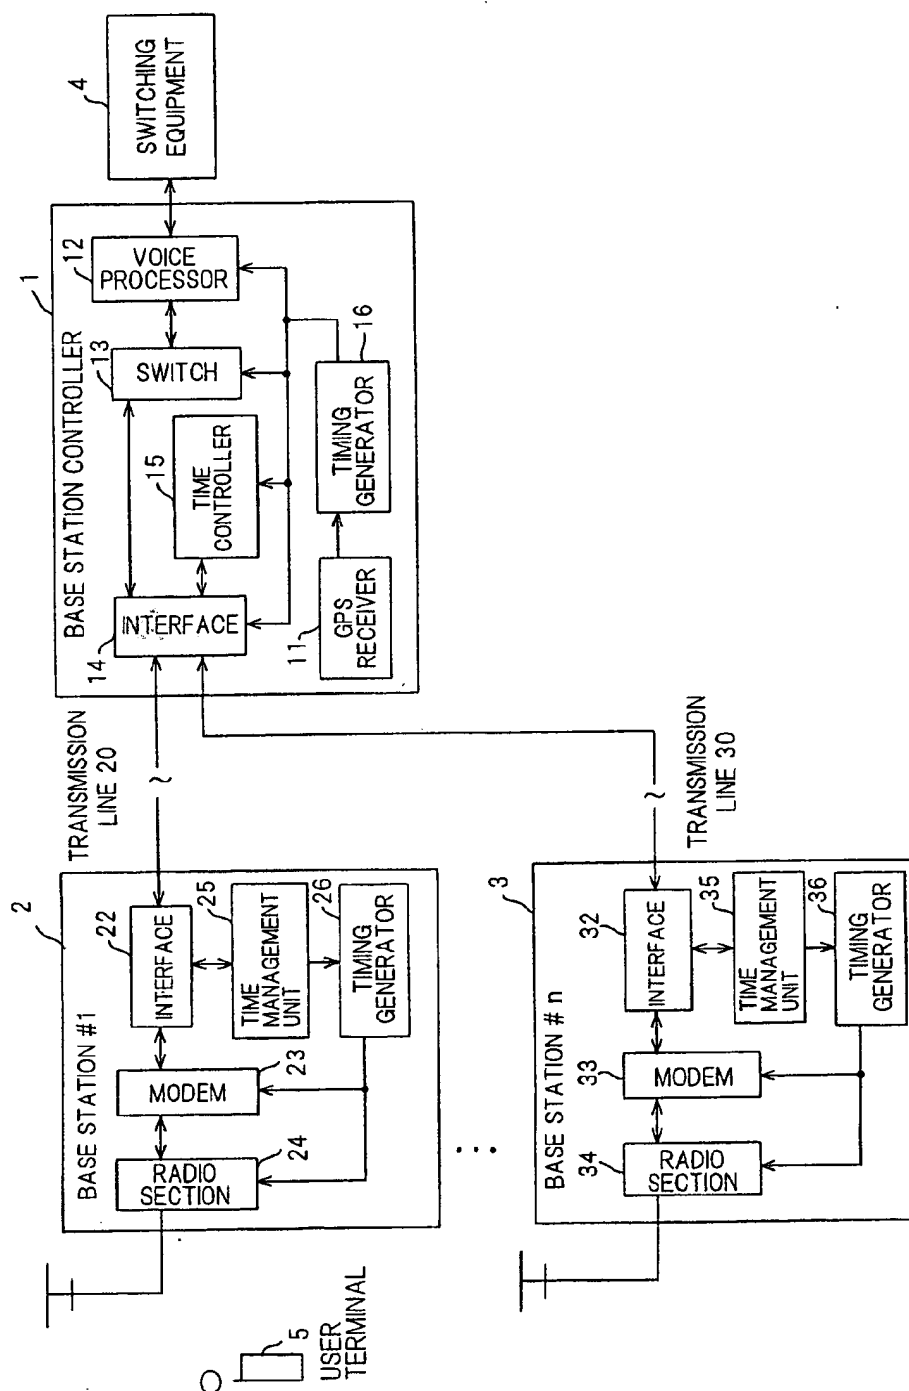 4
SWITCHING
EQUIPMENT
1
BASE STATION CONTROLLER
12
VOICE
PROCESSOR
13
SWITCH
15
TIME
CONTROLLER
14
INTERFACE
16
TIMING
GENERATOR
11
GPS
RECEIVER
TRANSMISSION
LINE 20
TRANSMISSION
LINE 30
2
BASE STATION #1
22
INTERFACE
25
TIME
MANAGEMENT
UNIT
26
TIMING
GENERATOR
23
MODEM
24
RADIO
SECTION
...
3
BASE STATION # n
32
INTERFACE
35
TIME
MANAGEMENT
UNIT
36
TIMING
GENERATOR
33
MODEM
34
RADIO
SECTION
5
USER
TERMINAL